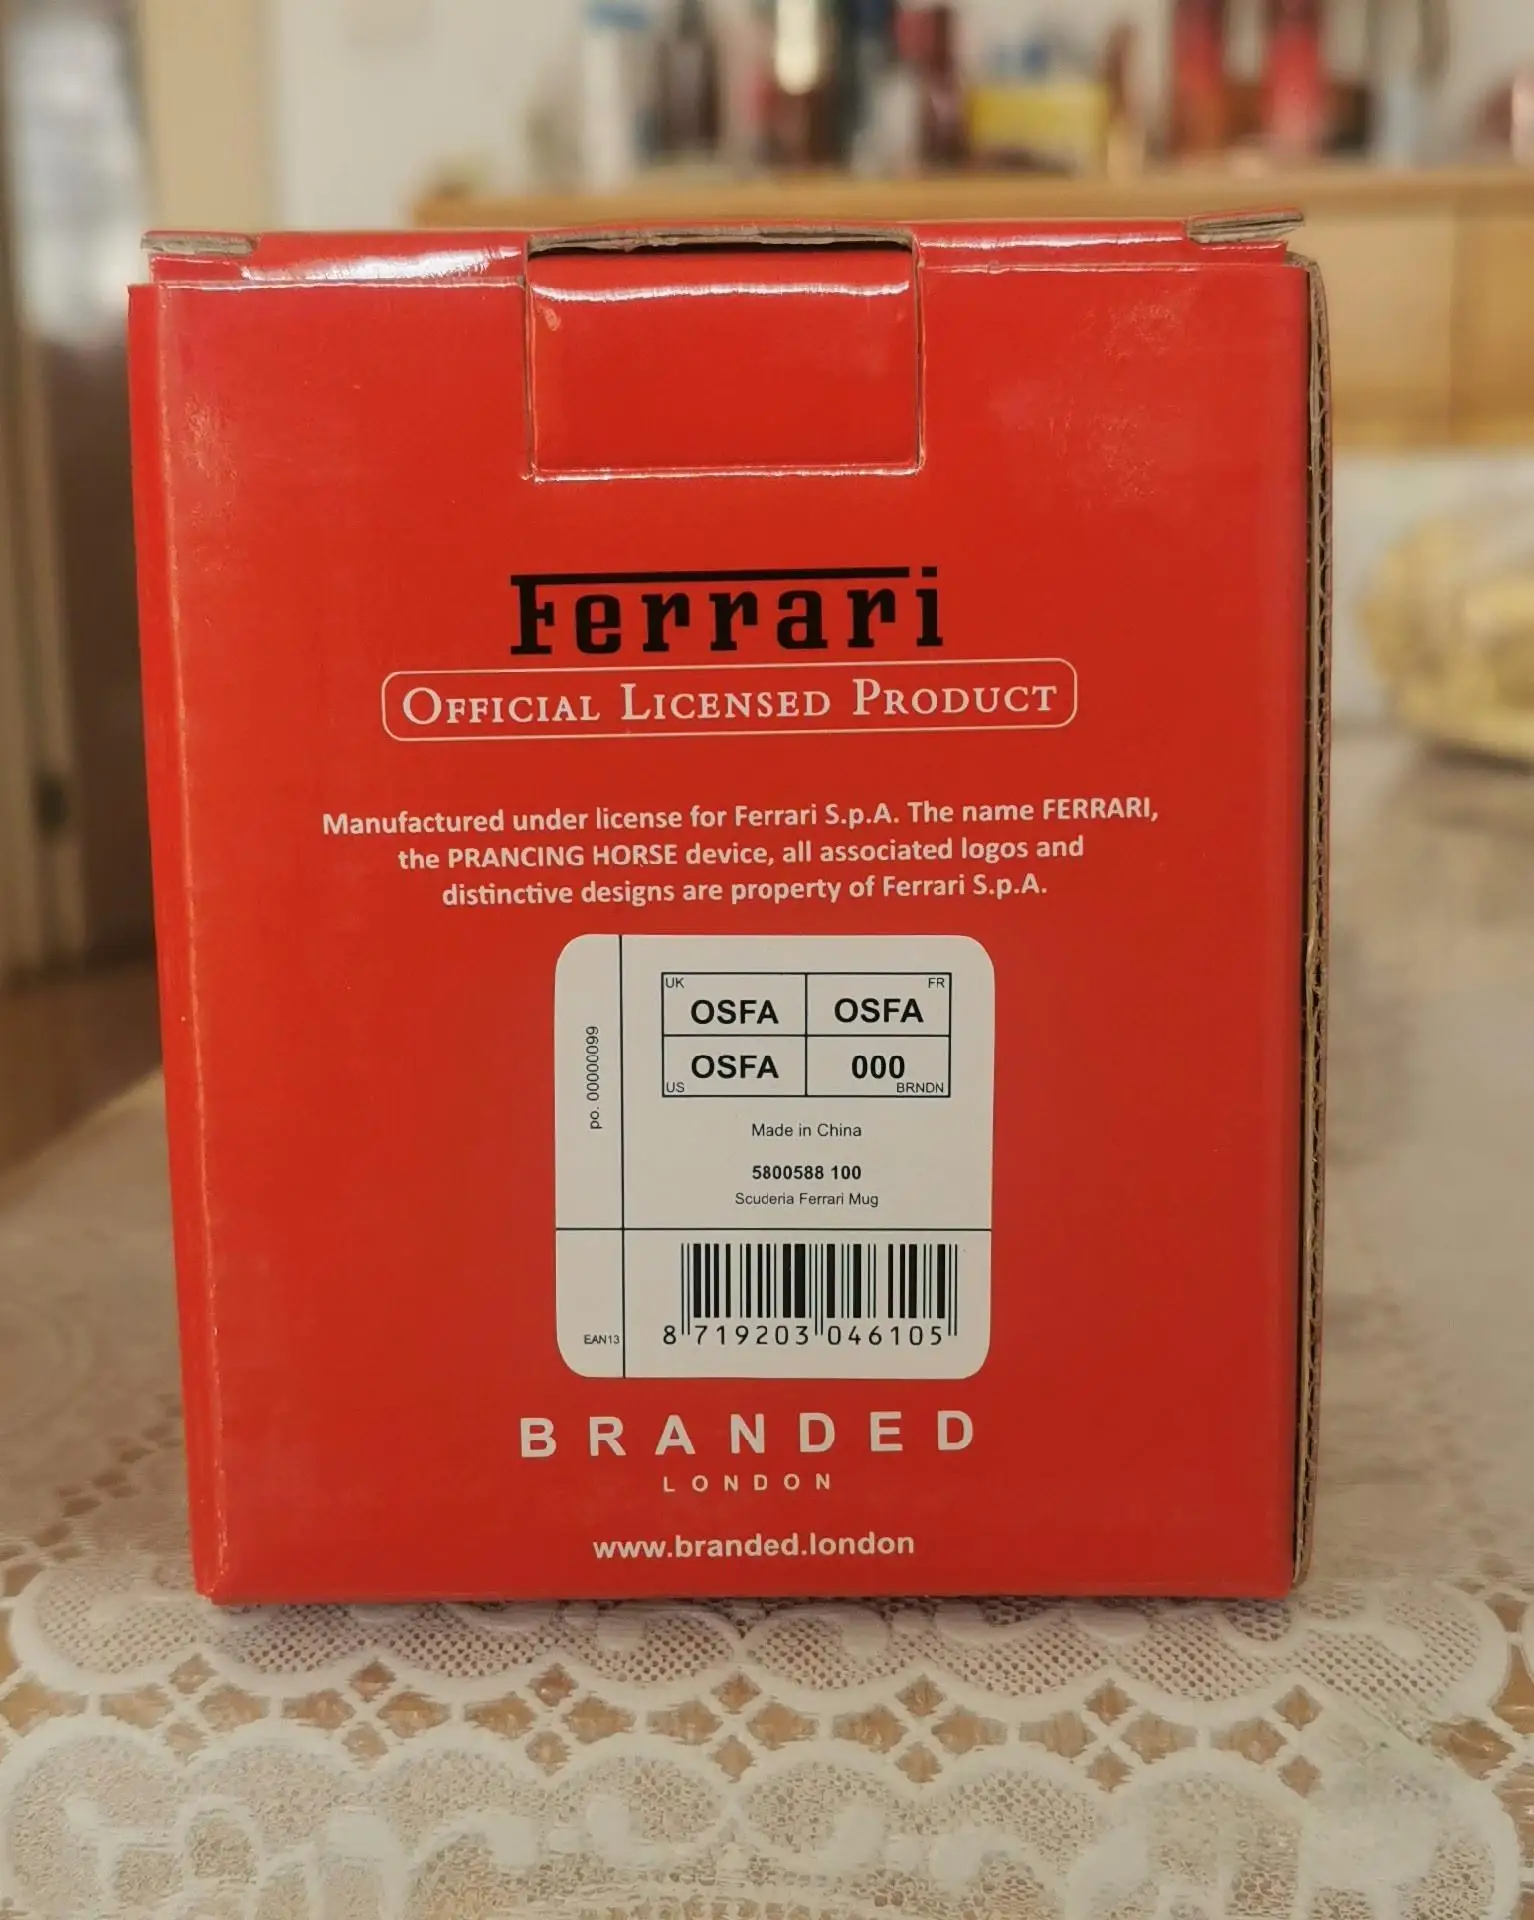 Ferrari
OFFICIAL LICENSED PRODUCT
Manufactured under license for Ferrari S.p.A. The name FERRARI,
the PRANCING HORSE device, all associated logos and
distinctive designs are property of Ferrari S.p.A.
UK OSFA OSFA FR
US OSFA 000 BRNDN
po. 00000099
Made in China
5800588 100
Scuderia Ferrari Mug
EAN13 8 719203 046105
BRANDED
LONDON
www.branded.london